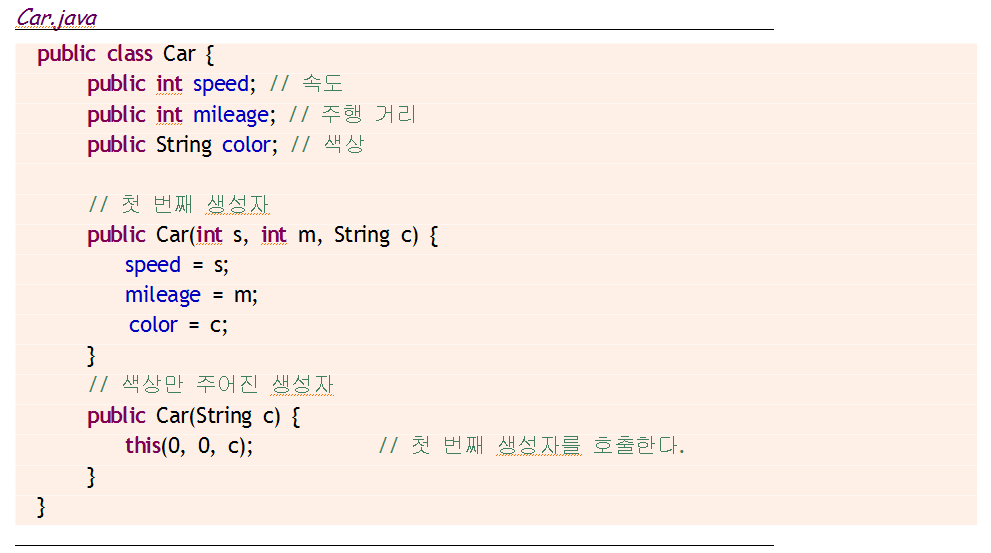 Car.java
public class Car {
public int speed; // 속도
public int mileage; // 주행 거리
public String color; // 색상
// 첫 번째 생성자
public Car(int s, int m, String c) {
speed = s;
mileage = m;
color = c;
}
// 색상만 주어진 생성자
public Car(String c) {
this(0, 0, c); // 첫 번째 생성자를 호출한다.
}
}